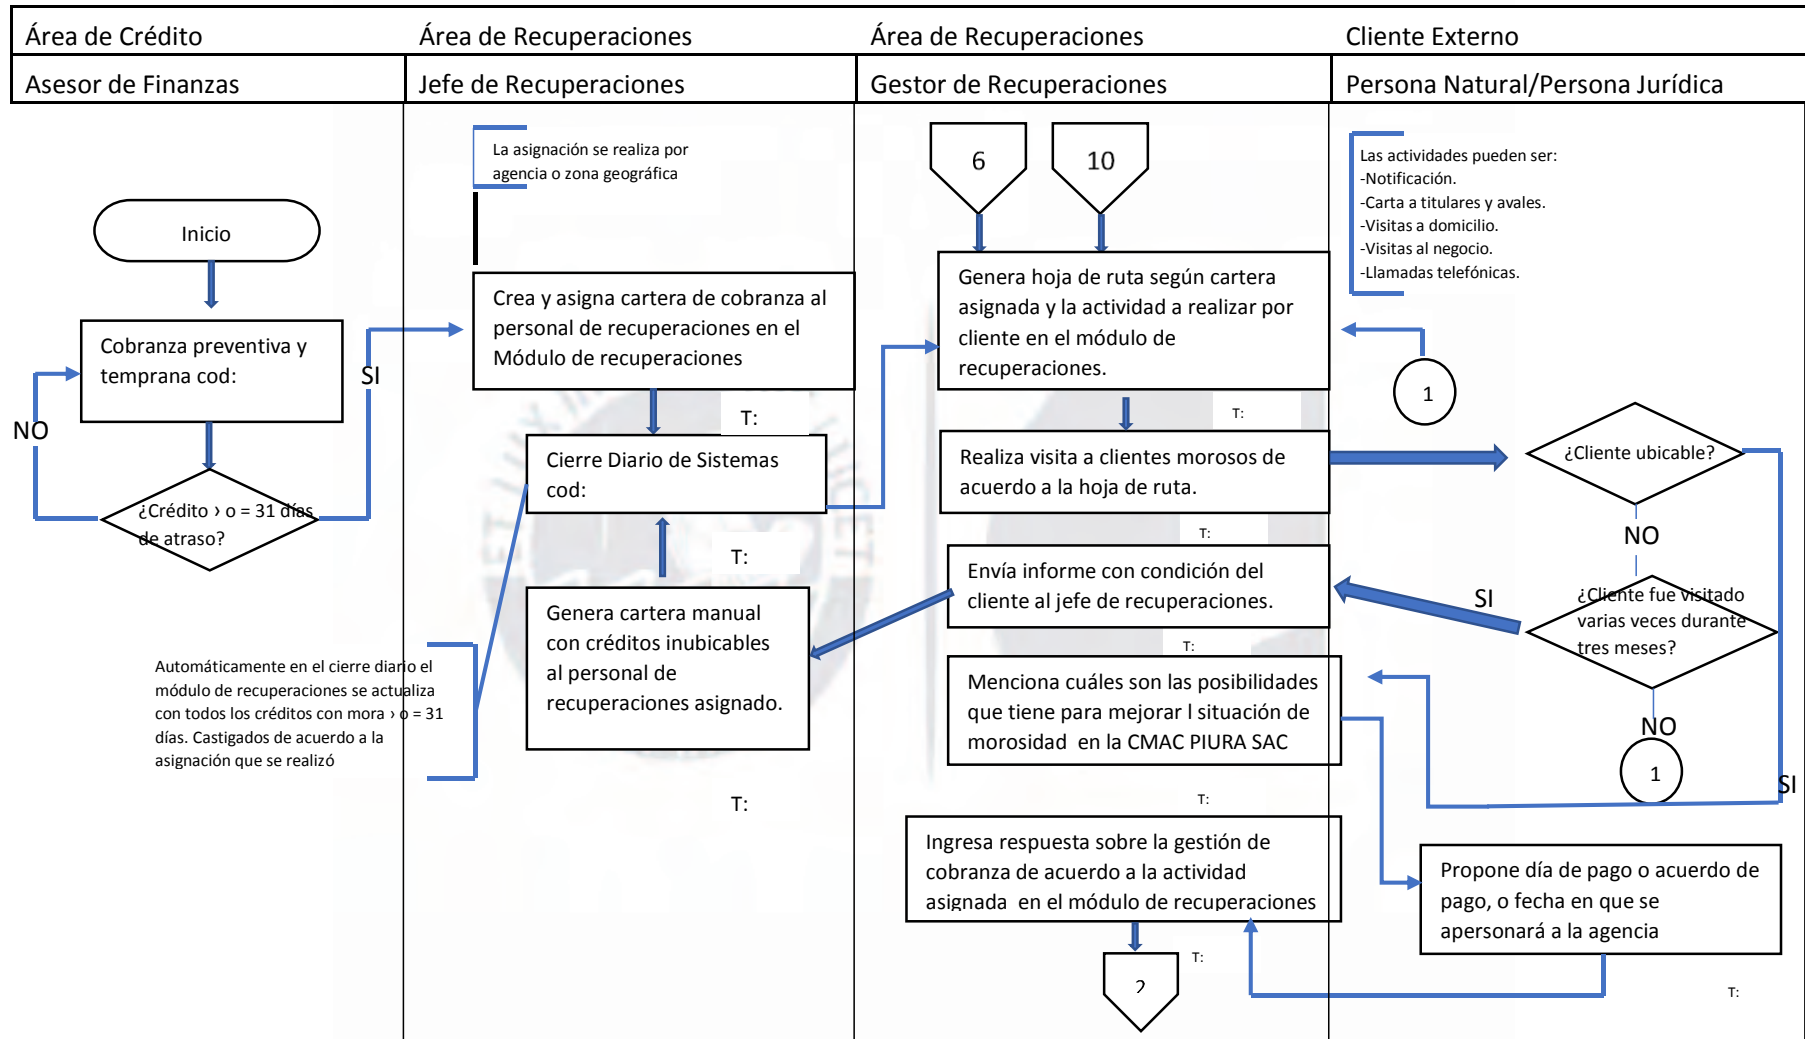 Área de Crédito
Área de Recuperaciones
Área de Recuperaciones
Cliente Externo
Asesor de Finanzas
Jefe de Recuperaciones
Gestor de Recuperaciones
Persona Natural/Persona Jurídica
Inicio
Cobranza preventiva y
temprana cod:
NO
SI
¿Crédito › o = 31 días
de atraso?
Automáticamente en el cierre diario el
módulo de recuperaciones se actualiza
con todos los créditos con mora › o = 31
días. Castigados de acuerdo a la
asignación que se realizó
La asignación se realiza por
agencia o zona geográfica
Crea y asigna cartera de cobranza al
personal de recuperaciones en el
Módulo de recuperaciones
T:
Cierre Diario de Sistemas
cod:
T:
Genera cartera manual
con créditos inubicables
al personal de
recuperaciones asignado.
T:
6
10
Genera hoja de ruta según cartera
asignada y la actividad a realizar por
cliente en el módulo de
recuperaciones.
T:
Realiza visita a clientes morosos de
acuerdo a la hoja de ruta.
T:
Envía informe con condición del
cliente al jefe de recuperaciones.
T:
Menciona cuáles son las posibilidades
que tiene para mejorar l situación de
morosidad en la CMAC PIURA SAC
T:
Ingresa respuesta sobre la gestión de
cobranza de acuerdo a la actividad
asignada en el módulo de recuperaciones
T:
2
Las actividades pueden ser:
-Notificación.
-Carta a titulares y avales.
-Visitas a domicilio.
-Visitas al negocio.
-Llamadas telefónicas.
1
¿Cliente ubicable?
NO
¿Cliente fue visitado
varias veces durante
tres meses?
SI
NO
1
SI
Propone día de pago o acuerdo de
pago, o fecha en que se
apersonará a la agencia
T: